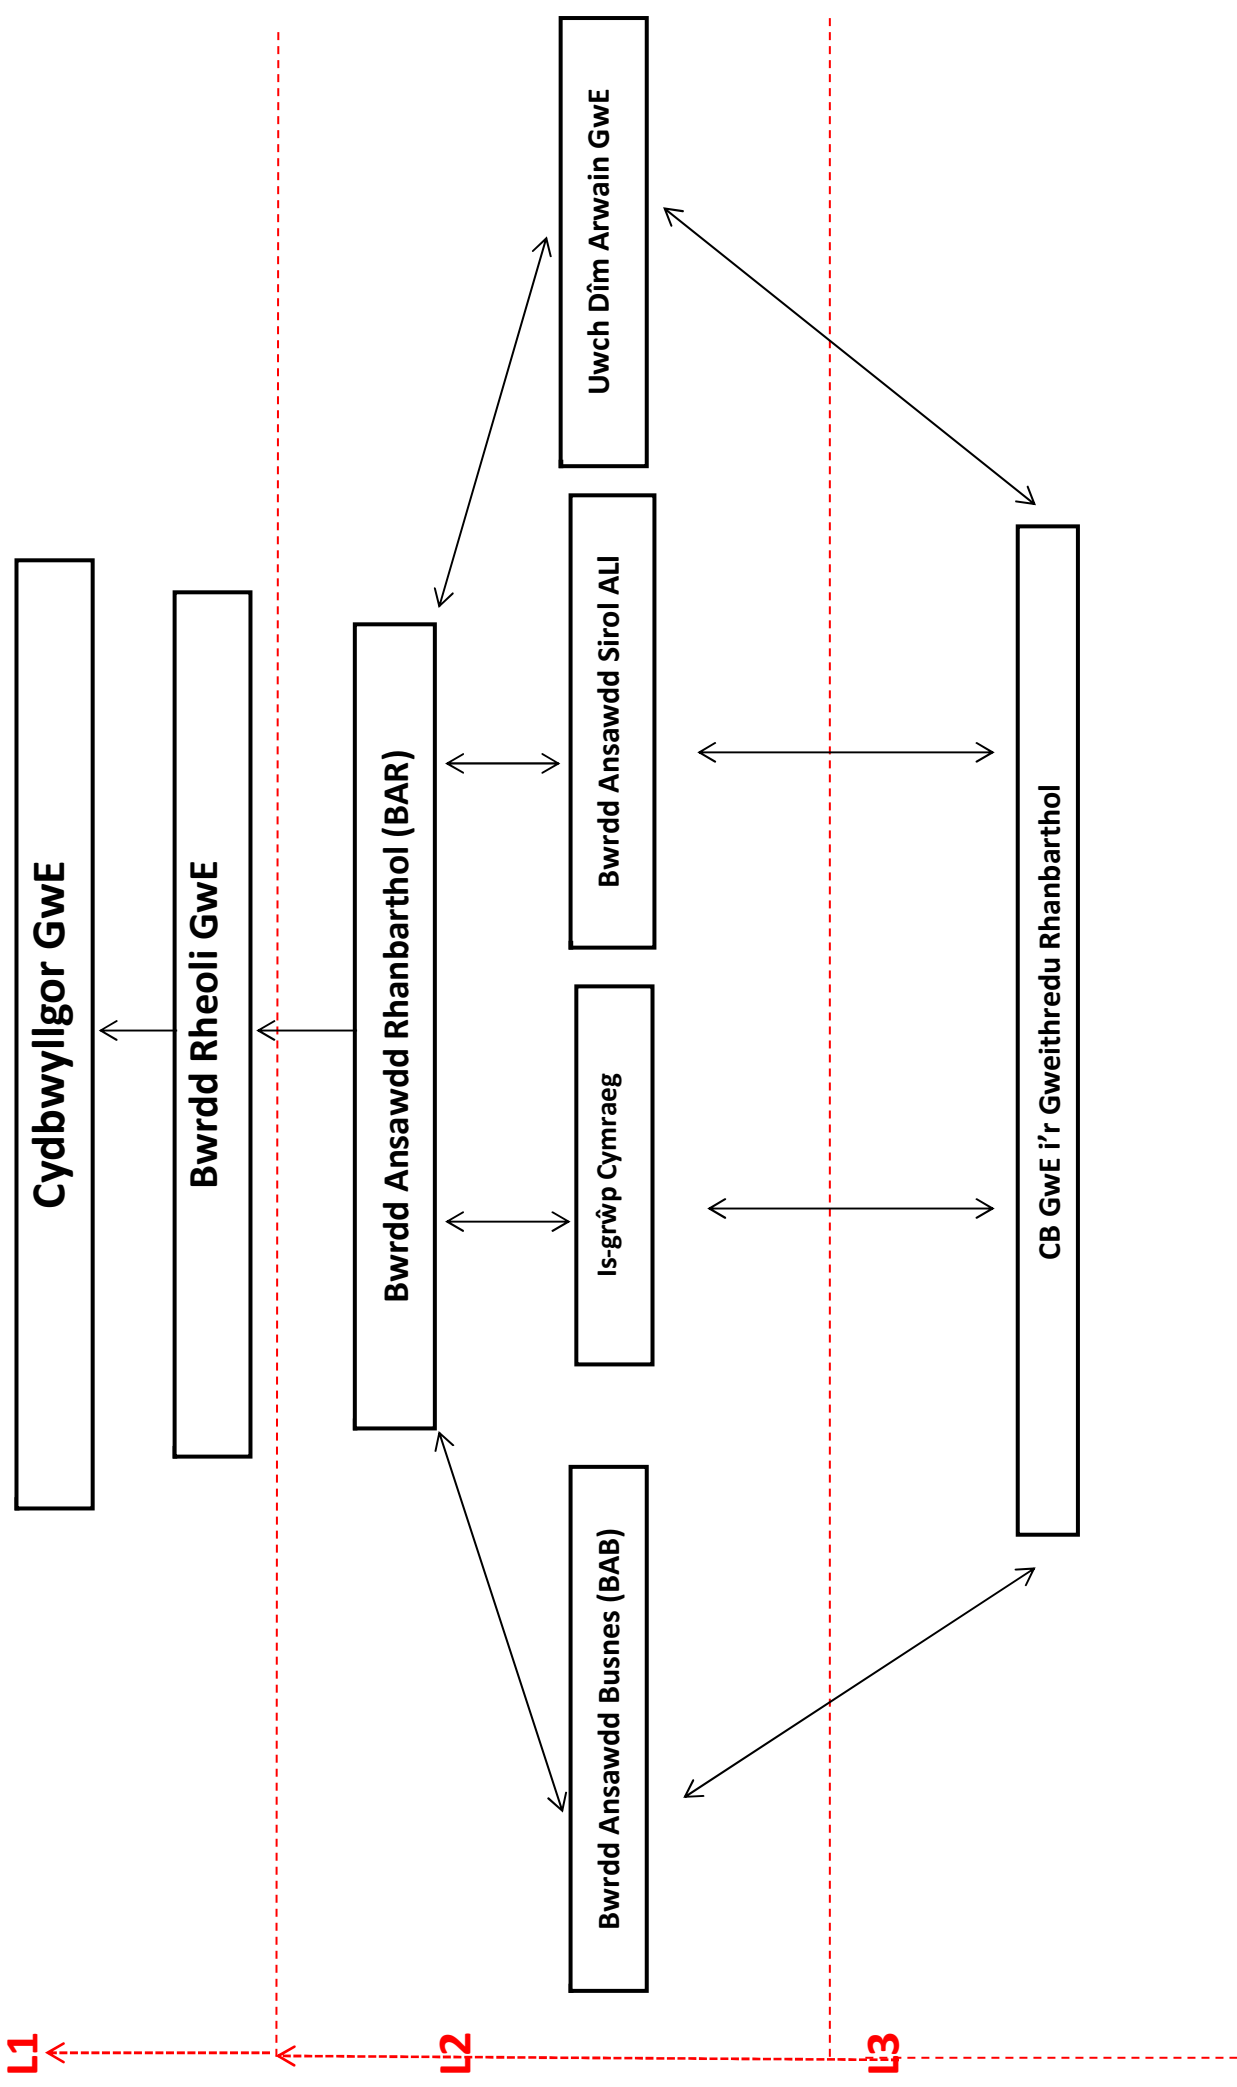 L1
Cydbwyllgor GwE
Bwrdd Rheoli GwE
L2
Bwrdd Ansawdd Rhanbarthol (BAR)
Bwrdd Ansawdd Busnes (BAB)
Is-grŵp Cymraeg
Bwrdd Ansawdd Sirol ALl
Uwch Dîm Arwain GwE
L3
CB GwE i’r Gweithredu Rhanbarthol